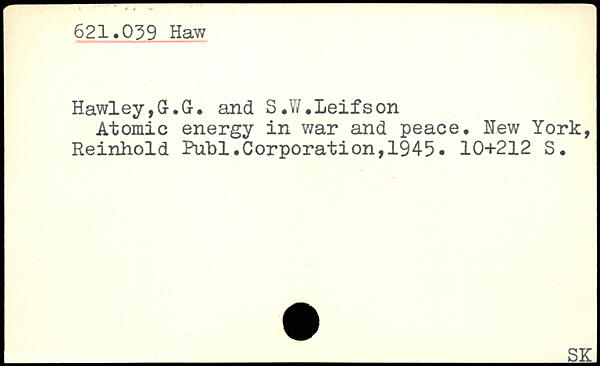 621.039 Haw
Hawley,G.G. and S.W.Leifson
Atomic energy in war and peace. New York,
Reinhold Publ.Corporation,1945. 10+212 S.
SK